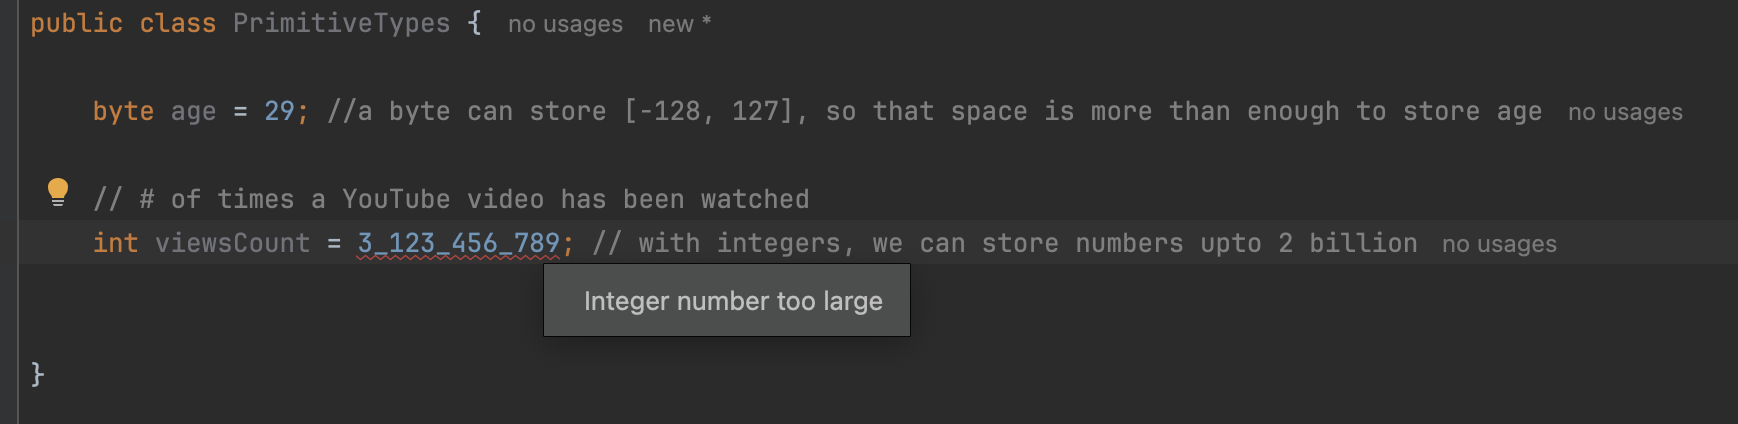 public class PrimitiveTypes { no usages new *
byte age = 29; //a byte can store [-128, 127], so that space is more than enough to store age no usages
// # of times a YouTube video has been watched
int viewsCount = 3_123_456_789; // with integers, we can store numbers upto 2 billion no usages
Integer number too large
}